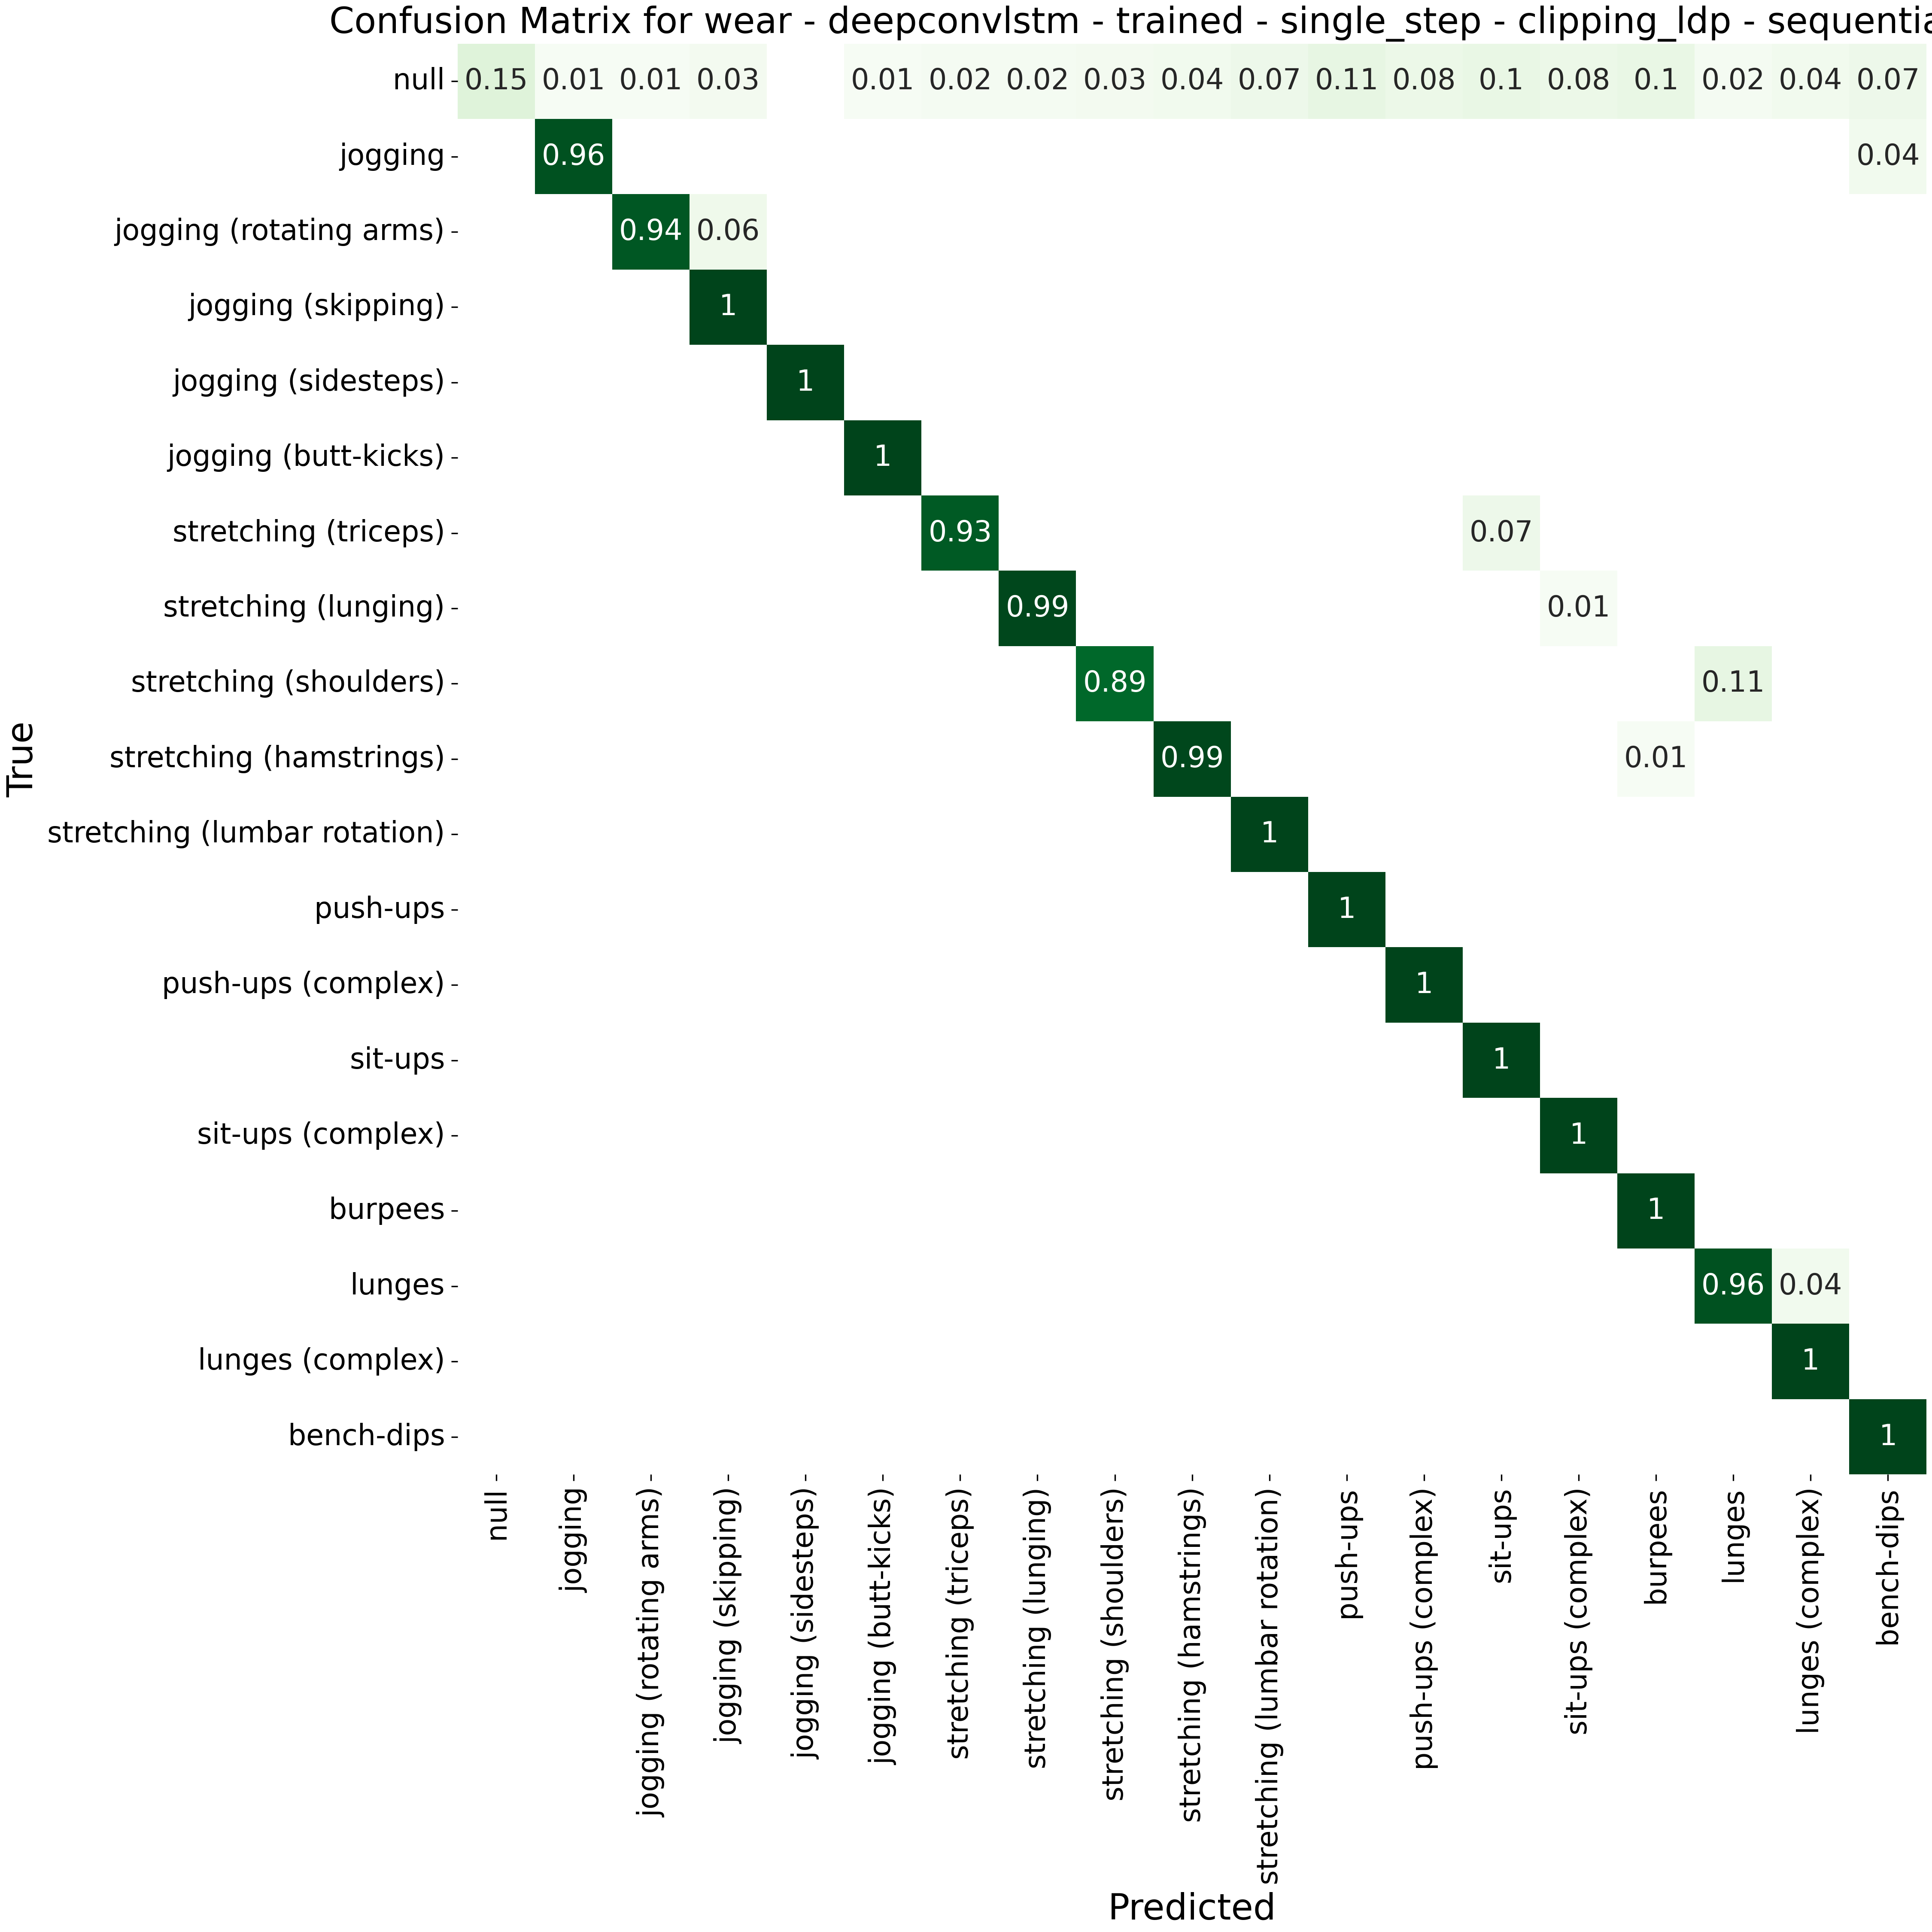 Confusion Matrix for wear - deepconvlstm - trained - single_step - clipping_ldp - sequentia
null 0.15 0.01 0.01 0.03 0.01 0.02 0.02 0.03 0.04 0.07 0.11 0.08 0.1 0.08 0.1 0.02 0.04 0.07
jogging 0.96 0.04
jogging (rotating arms) 0.94 0.06
jogging (skipping) 1
jogging (sidesteps) 1
jogging (butt-kicks) 1
stretching (triceps) 0.93 0.07
stretching (lunging) 0.99 0.01
stretching (shoulders) 0.89 0.11
stretching (hamstrings) 0.99 0.01
stretching (lumbar rotation) 1
push-ups 1
push-ups (complex) 1
sit-ups 1
sit-ups (complex) 1
burpees 1
lunges 0.96 0.04
lunges (complex) 1
bench-dips 1
True
null
jogging
jogging (rotating arms)
jogging (skipping)
jogging (sidesteps)
jogging (butt-kicks)
stretching (triceps)
stretching (lunging)
stretching (shoulders)
stretching (hamstrings)
stretching (lumbar rotation)
push-ups
push-ups (complex)
sit-ups
sit-ups (complex)
burpees
lunges
lunges (complex)
bench-dips
Predicted